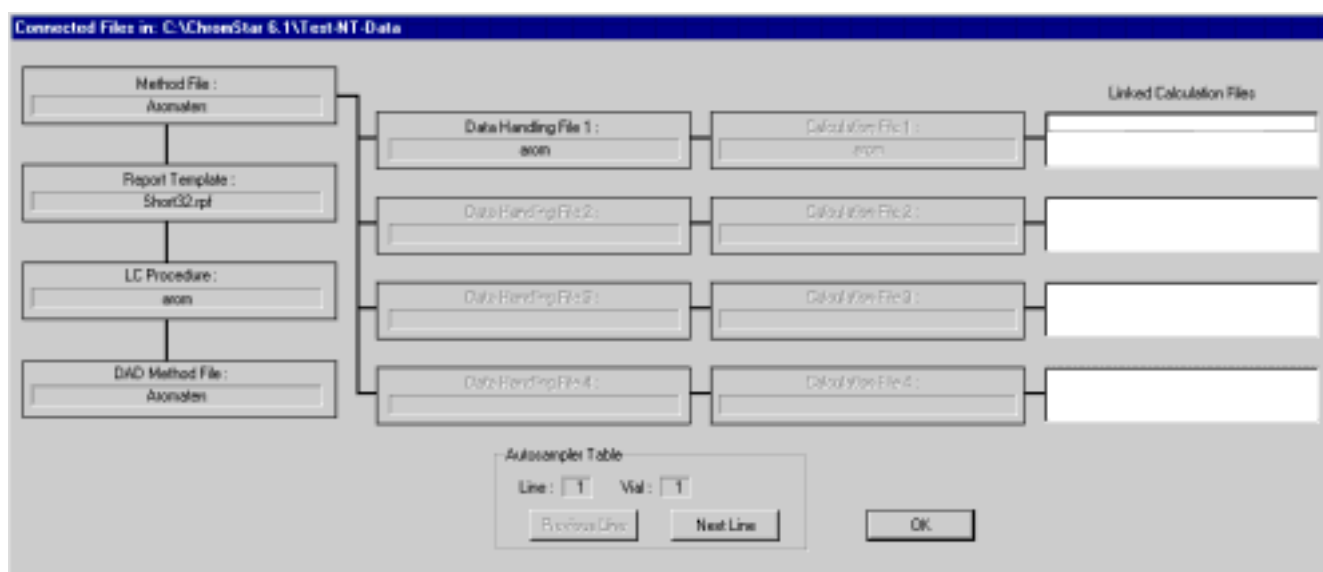 Connected Files in: C:\ChromStar 6.1\Test-NT-Data
Method File :
Aromaten
Report Template :
Short32.rpf
LC Procedure :
arom
DAD Method File :
Aromaten
Data Handling File 1 :
arom
Data Handling File 2 :
Data Handling File 3 :
Data Handling File 4 :
Calculation File 1 :
arom
Calculation File 2 :
Calculation File 3 :
Calculation File 4 :
Linked Calculation Files
Autosampler Table
Line : 1 Vial : 1
Previous Line Next Line
OK